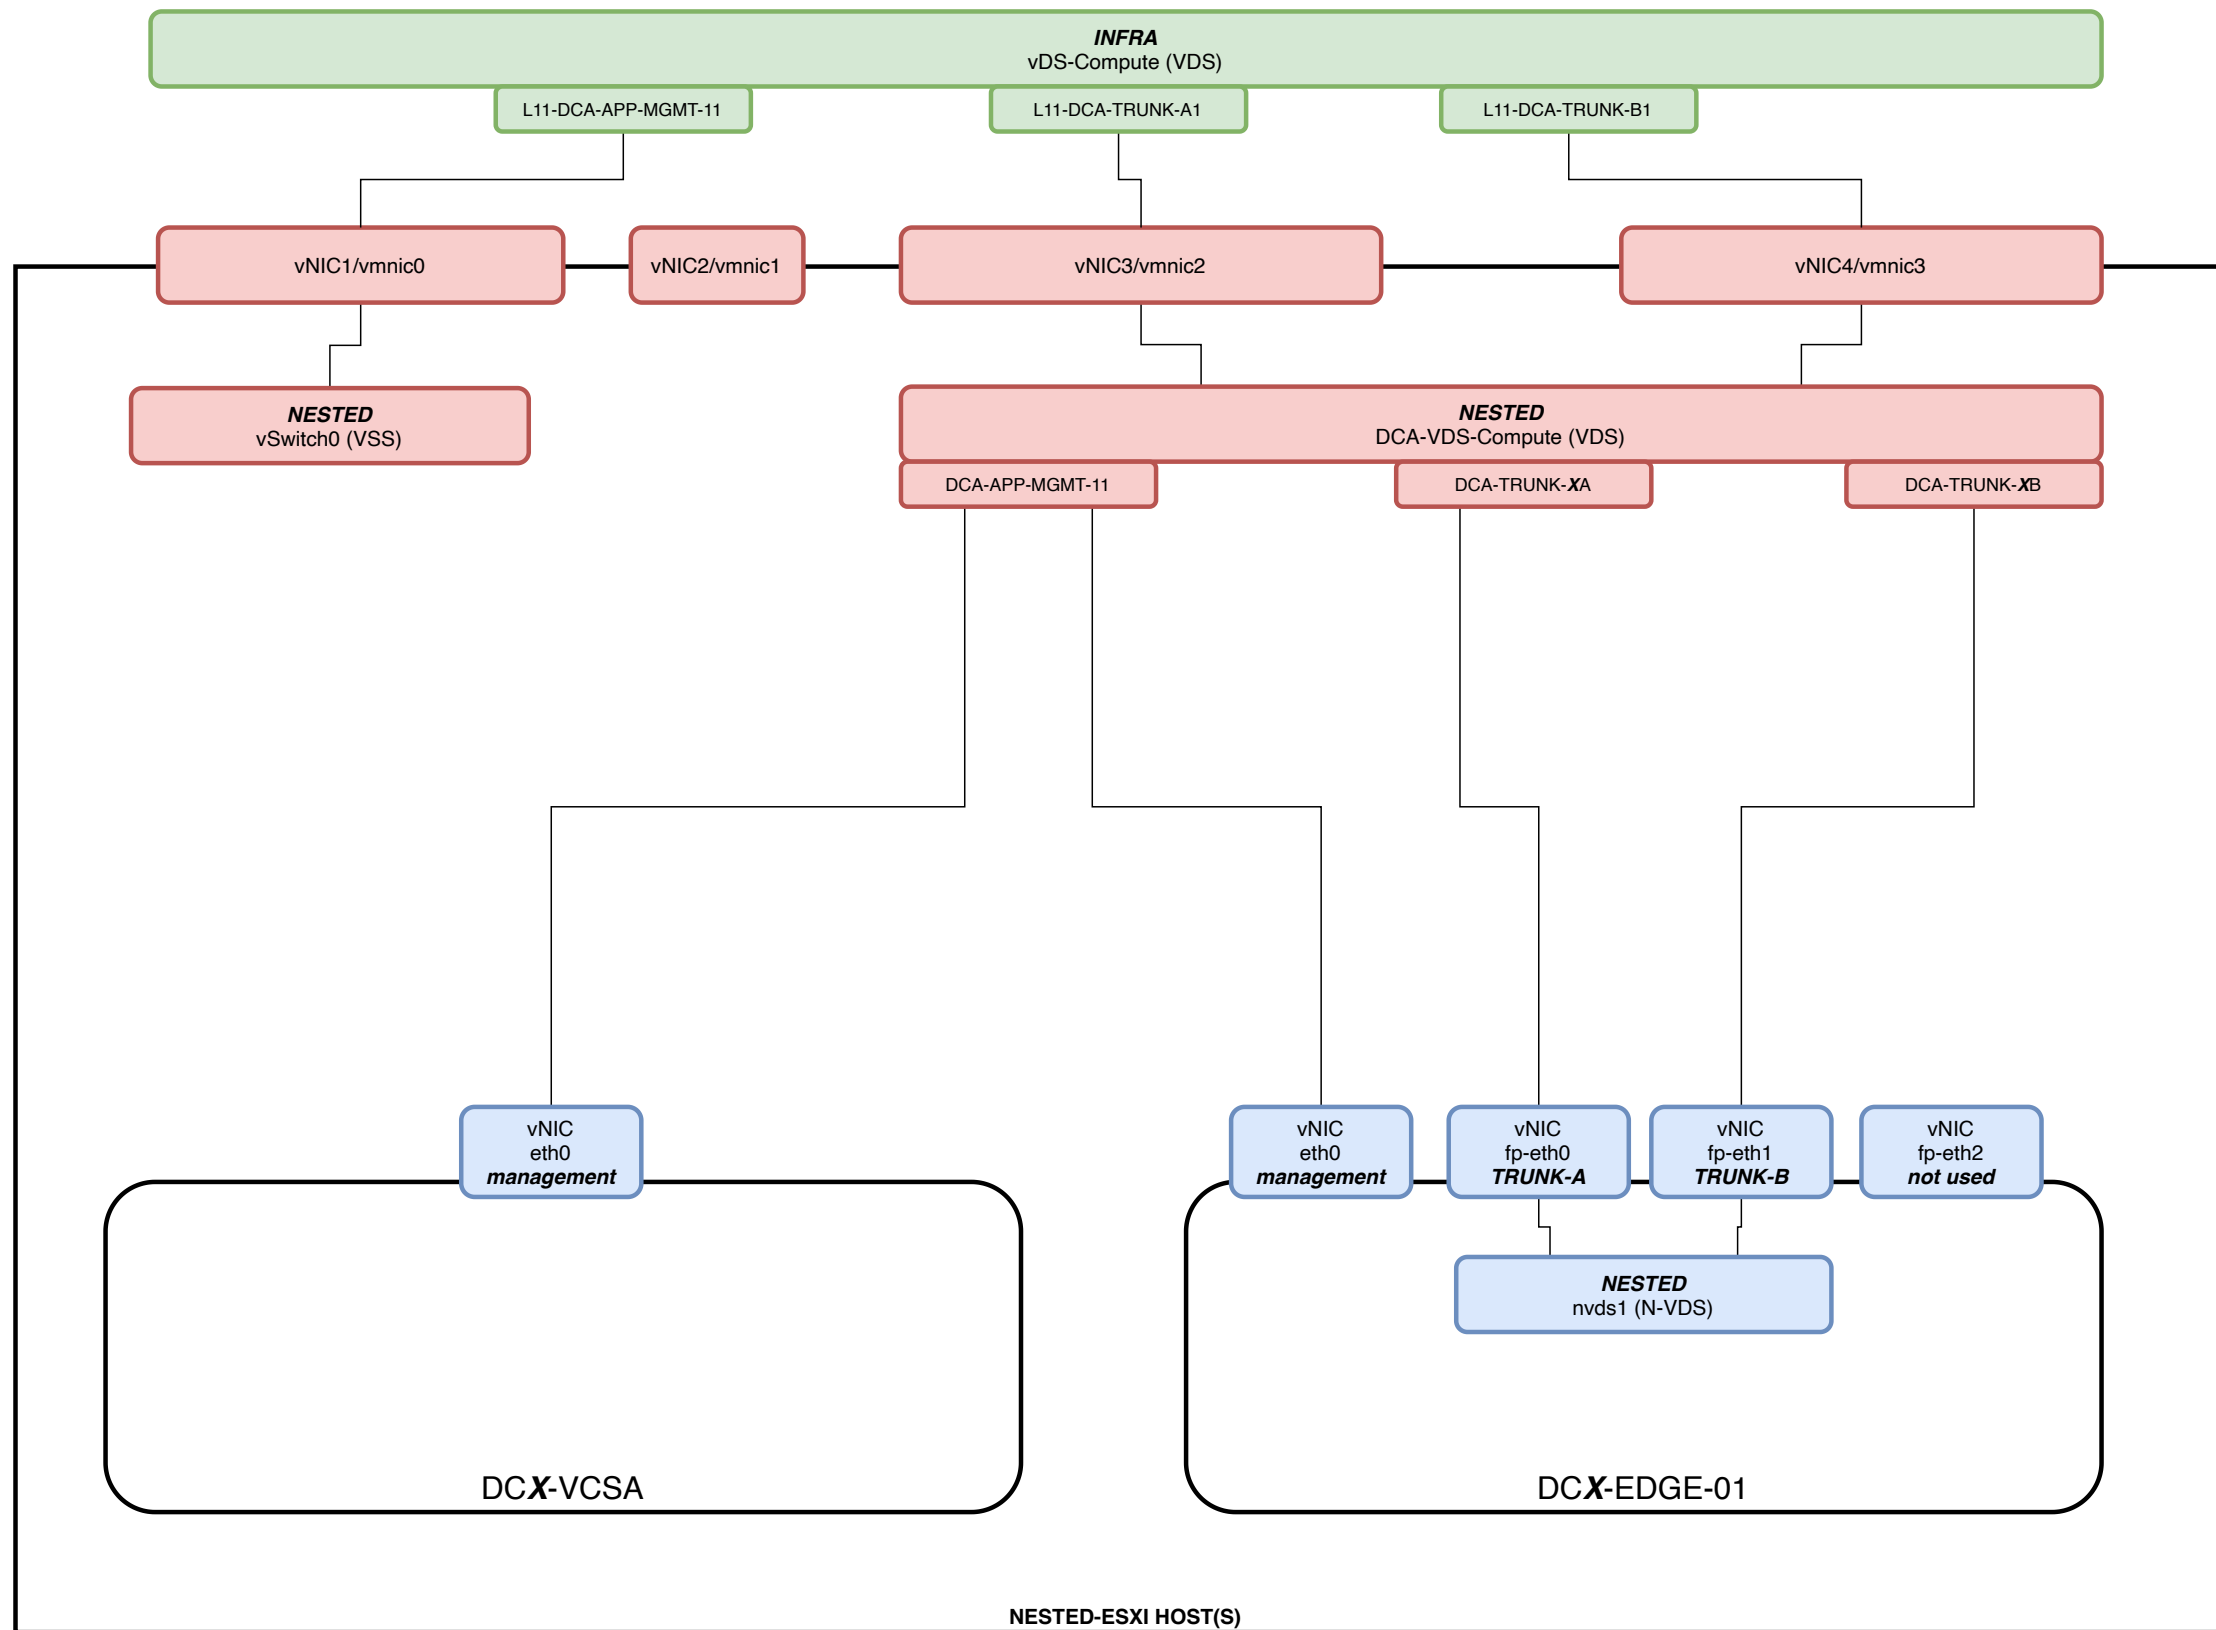 INFRA
vDS-Compute (VDS)
L11-DCA-APP-MGMT-11
L11-DCA-TRUNK-A1
L11-DCA-TRUNK-B1
vNIC1/vmnic0
vNIC2/vmnic1
vNIC3/vmnic2
vNIC4/vmnic3
NESTED
vSwitch0 (VSS)
NESTED
DCA-VDS-Compute (VDS)
DCA-APP-MGMT-11
DCA-TRUNK-XA
DCA-TRUNK-XB
vNIC
eth0
management
vNIC
eth0
management
vNIC
fp-eth0
TRUNK-A
vNIC
fp-eth1
TRUNK-B
vNIC
fp-eth2
not used
NESTED
nvds1 (N-VDS)
DCX-VCSA
DCX-EDGE-01
NESTED-ESXI HOST(S)